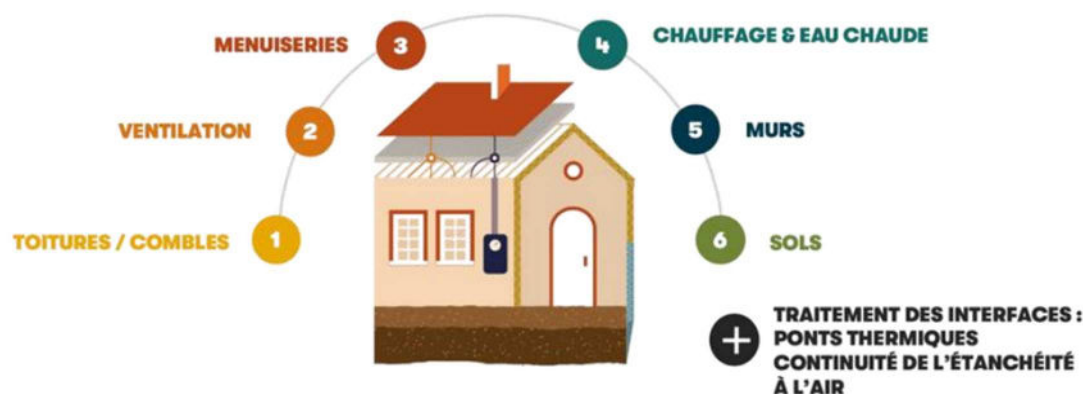 MENUISERIES
3
4
CHAUFFAGE & EAU CHAUDE
VENTILATION
2
5
MURS
TOITURES / COMBLES
1
6
SOLS
+
TRAITEMENT DES INTERFACES :
PONTS THERMIQUES
CONTINUITÉ DE L'ÉTANCHÉITÉ
À L'AIR